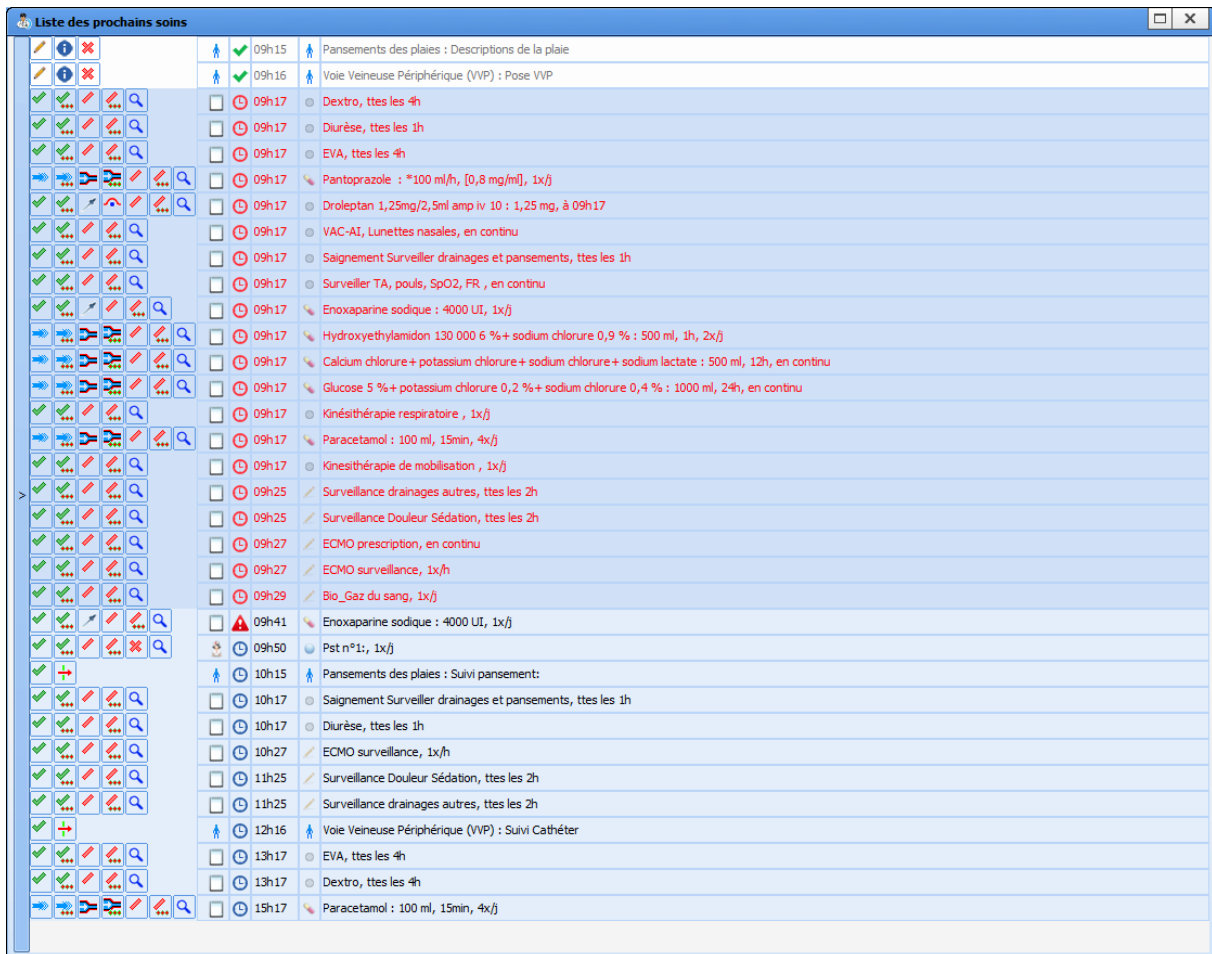 Liste des prochains soins
09h15 Pansements des plaies : Descriptions de la plaie
09h16 Voie Veineuse Périphérique (VVP) : Pose VVP
09h17 Dextro, ttes les 4h
09h17 Diurèse, ttes les 1h
09h17 EVA, ttes les 4h
09h17 Pantoprazole : *100 ml/h, [0,8 mg/ml], 1x/j
09h17 Droleptan 1,25mg/2,5ml amp iv 10 : 1,25 mg, à 09h17
09h17 VAC-AI, Lunettes nasales, en continu
09h17 Saignement Surveiller drainages et pansements, ttes les 1h
09h17 Surveiller TA, pouls, SpO2, FR , en continu
09h17 Enoxaparine sodique : 4000 UI, 1x/j
09h17 Hydroxyethylamidon 130 000 6 %+ sodium chlorure 0,9 % : 500 ml, 1h, 2x/j
09h17 Calcium chlorure+ potassium chlorure+ sodium chlorure+ sodium lactate : 500 ml, 12h, en continu
09h17 Glucose 5 %+ potassium chlorure 0,2 %+ sodium chlorure 0,4 % : 1000 ml, 24h, en continu
09h17 Kinésithérapie respiratoire , 1x/j
09h17 Paracetamol : 100 ml, 15min, 4x/j
09h17 Kinesithérapie de mobilisation , 1x/j
>
09h25 Surveillance drainages autres, ttes les 2h
09h25 Surveillance Douleur Sédation, ttes les 2h
09h27 ECMO prescription, en continu
09h27 ECMO surveillance, 1x/h
09h29 Bio_Gaz du sang, 1x/j
09h41 Enoxaparine sodique : 4000 UI, 1x/j
09h50 Pst n°1:, 1x/j
10h15 Pansements des plaies : Suivi pansement:
10h17 Saignement Surveiller drainages et pansements, ttes les 1h
10h17 Diurèse, ttes les 1h
10h27 ECMO surveillance, 1x/h
11h25 Surveillance Douleur Sédation, ttes les 2h
11h25 Surveillance drainages autres, ttes les 2h
12h16 Voie Veineuse Périphérique (VVP) : Suivi Cathéter
13h17 EVA, ttes les 4h
13h17 Dextro, ttes les 4h
15h17 Paracetamol : 100 ml, 15min, 4x/j